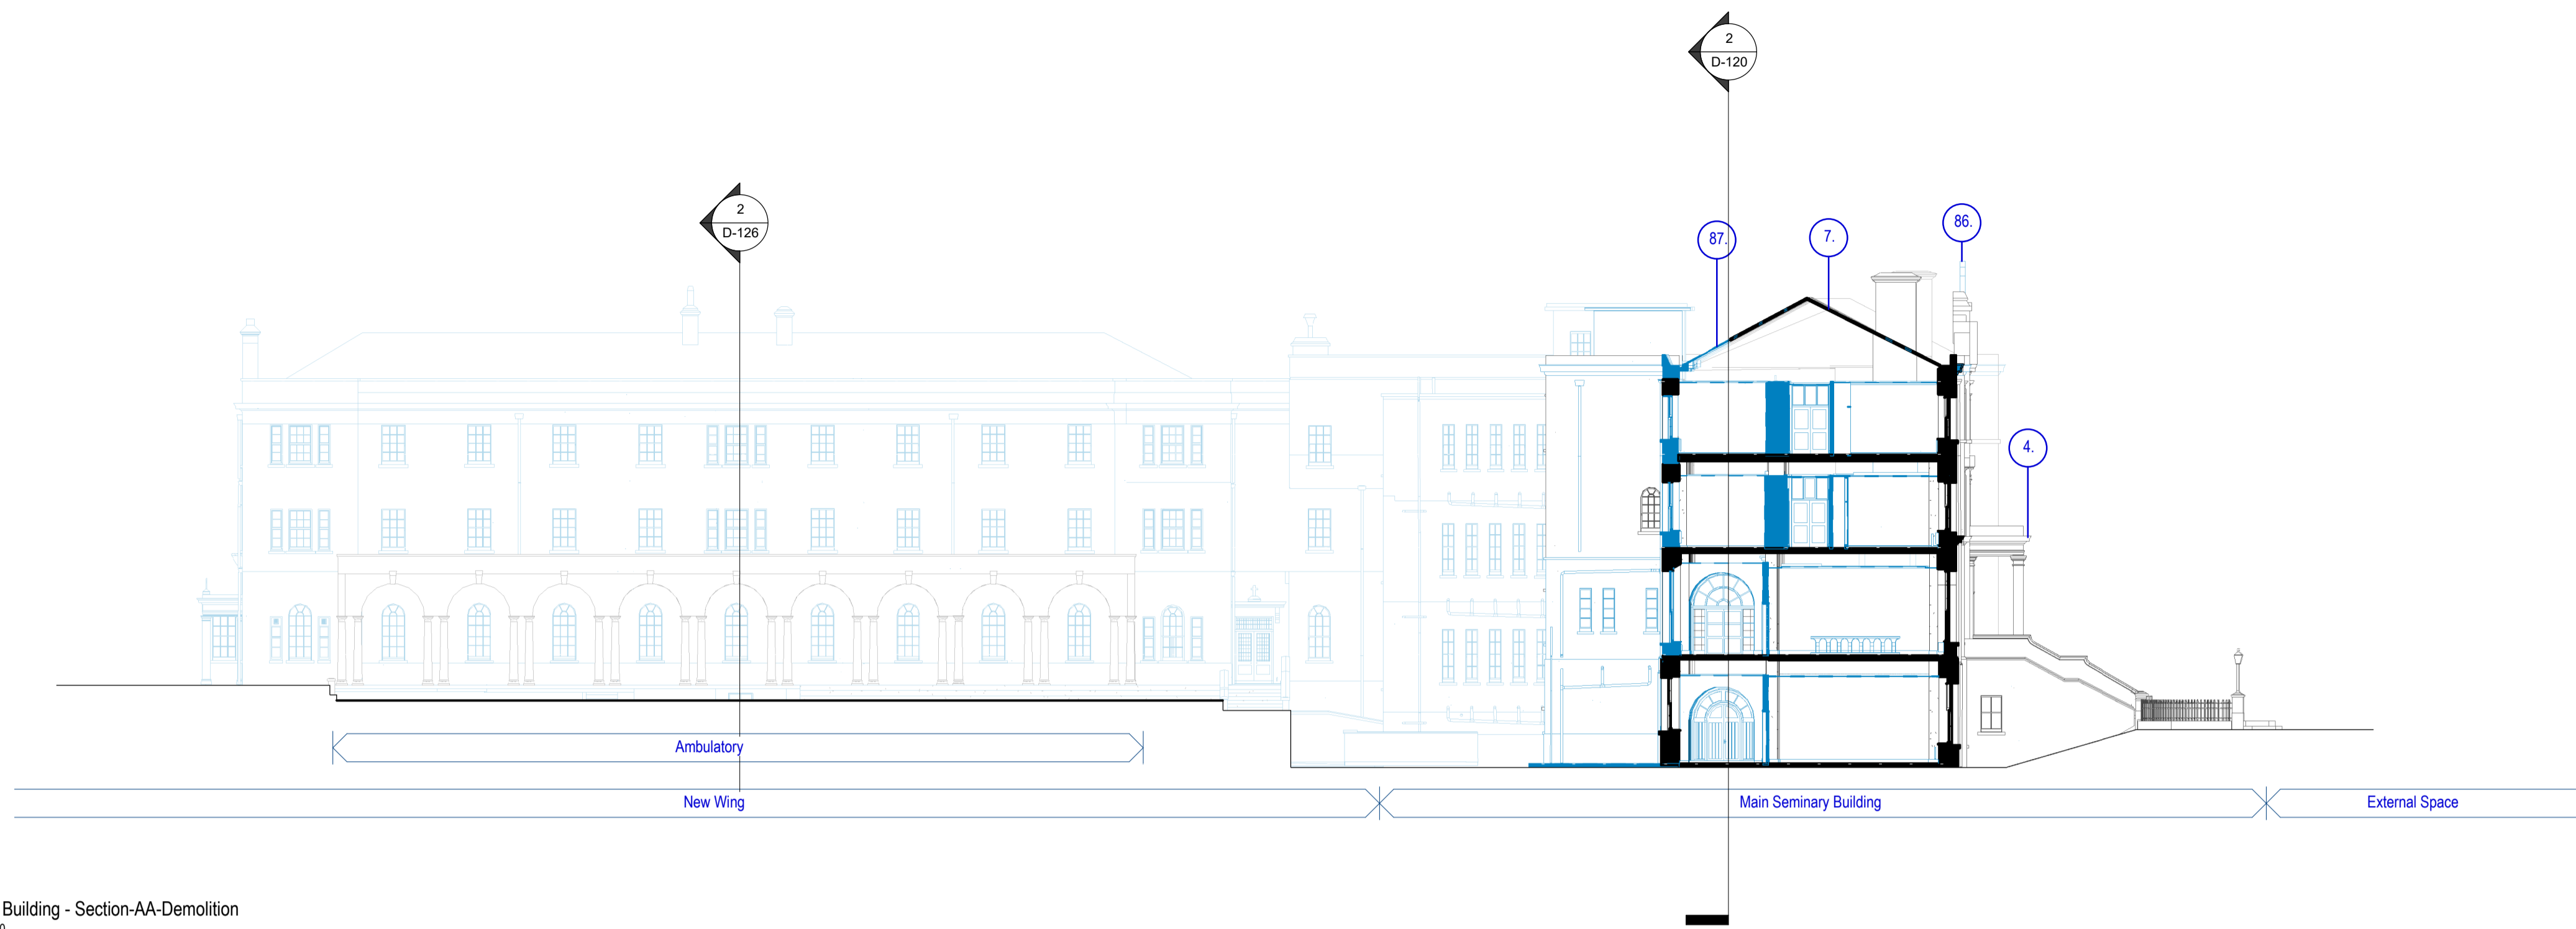 2
D-120
2
D-126
87.
7.
86.
4.
Ambulatory
New Wing
Main Seminary Building
External Space
Building - Section-AA-Demolition